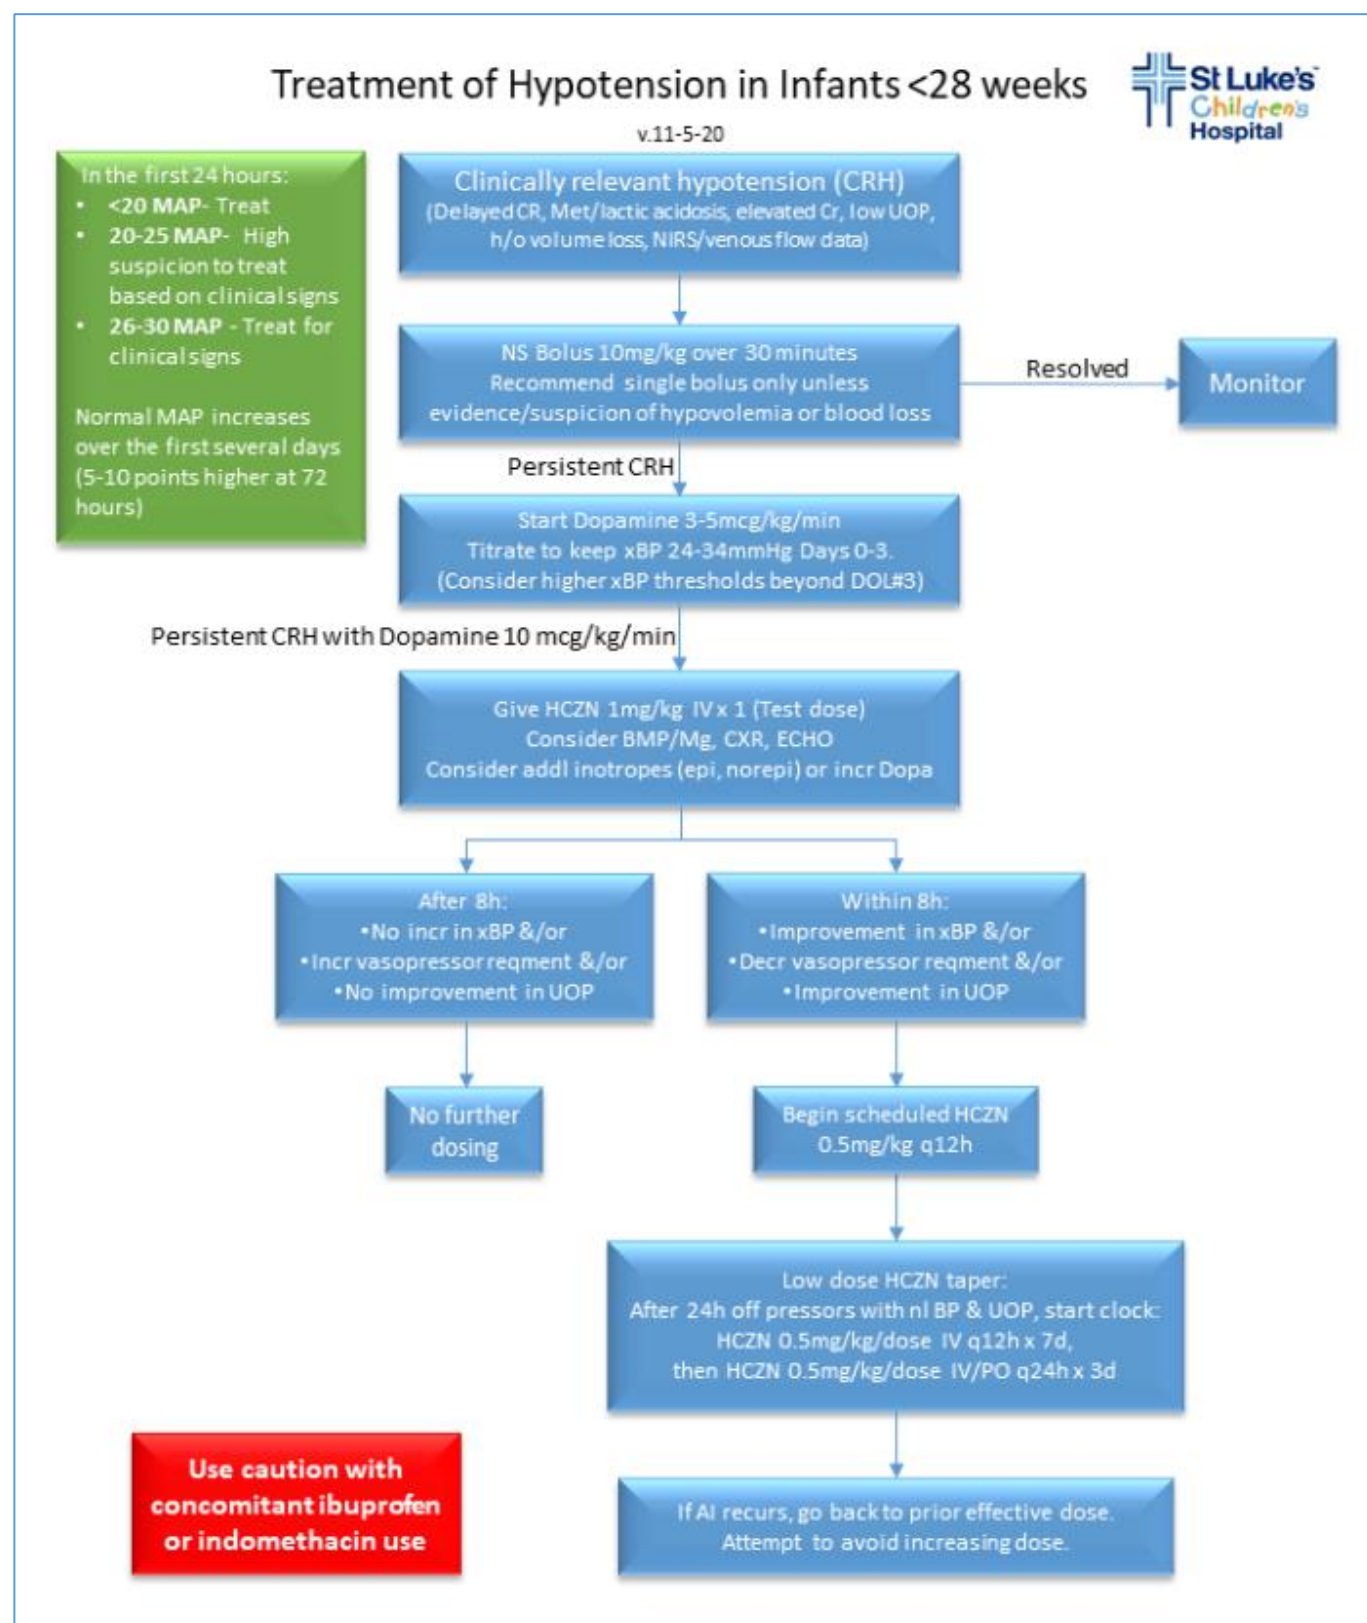 Treatment of Hypotension in Infants <28 weeks
St Luke's
Children's
Hospital
v.11-5-20
In the first 24 hours:
• <20 MAP- Treat
• 20-25 MAP- High
suspicion to treat
based on clinical signs
• 26-30 MAP - Treat for
clinical signs
Normal MAP increases
over the first several days
(5-10 points higher at 72
hours)
Clinically relevant hypotension (CRH)
(Delayed CR, Met/lactic acidosis, elevated Cr, low UOP,
h/o volume loss, NIRS/venous flow data)
NS Bolus 10mg/kg over 30 minutes
Recommend single bolus only unless
evidence/suspicion of hypovolemia or blood loss
Resolved
Monitor
Persistent CRH
Start Dopamine 3-5mcg/kg/min
Titrate to keep xBP 24-34mmHg Days 0-3.
(Consider higher xBP thresholds beyond DOL#3)
Persistent CRH with Dopamine 10 mcg/kg/min
Give HCZN 1mg/kg IV x 1 (Test dose)
Consider BMP/Mg, CXR, ECHO
Consider addl inotropes (epi, norepi) or incr Dopa
After 8h:
•No incr in xBP &/or
•Incr vasopressor reqment &/or
•No improvement in UOP
Within 8h:
•Improvement in xBP &/or
•Decr vasopressor reqment &/or
•Improvement in UOP
No further
dosing
Begin scheduled HCZN
0.5mg/kg q12h
Low dose HCZN taper:
After 24h off pressors with nl BP & UOP, start clock:
HCZN 0.5mg/kg/dose IV q12h x 7d,
then HCZN 0.5mg/kg/dose IV/PO q24h x 3d
Use caution with
concomitant ibuprofen
or indomethacin use
If AI recurs, go back to prior effective dose.
Attempt to avoid increasing dose.